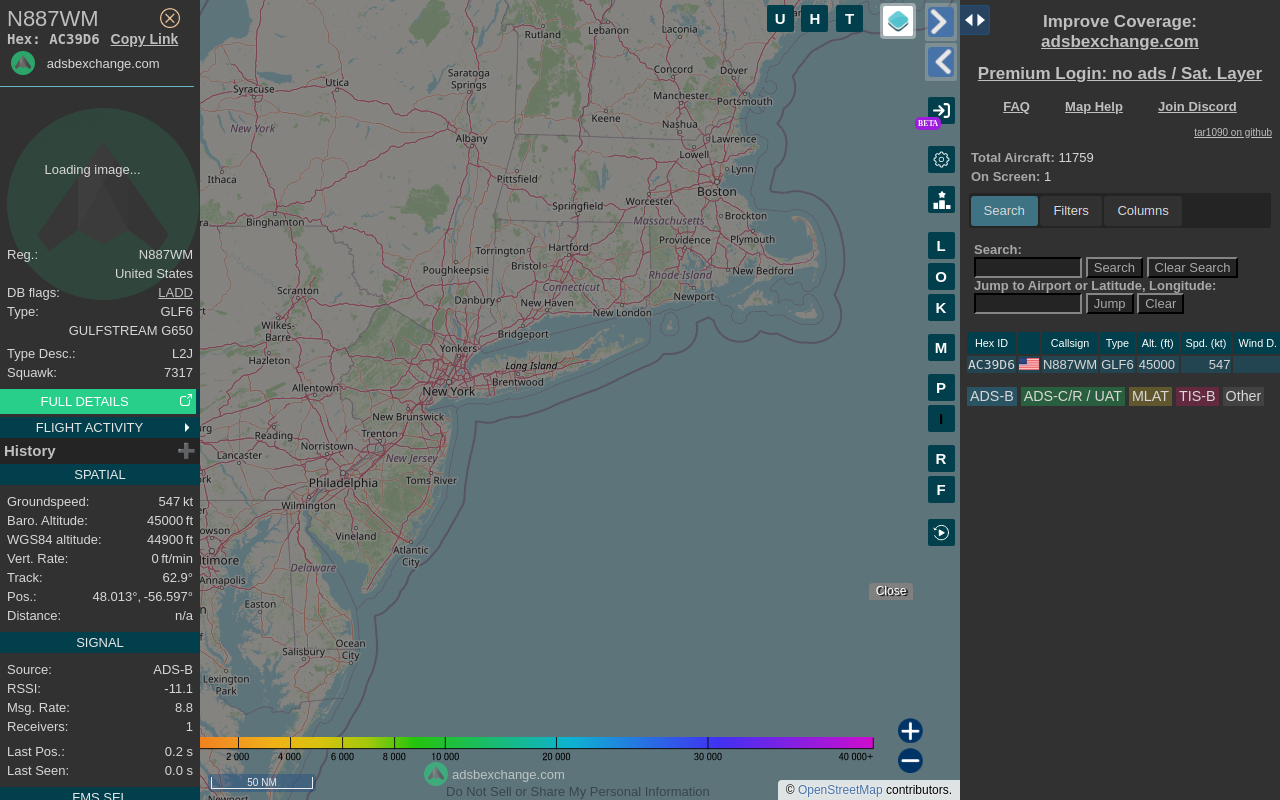 N887WM
Hex: AC39D6 Copy Link
adsbexchange.com
Loading image...
Reg.: N887WM
United States
DB flags: LADD
Type: GLF6
GULFSTREAM G650
Type Desc.: L2J
Squawk: 7317
FULL DETAILS
FLIGHT ACTIVITY
History
SPATIAL
Groundspeed: 547 kt
Baro. Altitude: 45000 ft
WGS84 altitude: 44900 ft
Vert. Rate: 0 ft/min
Track: 62.9°
Pos.: 48.013°, -56.597°
Distance: n/a
SIGNAL
Source: ADS-B
RSSI: -11.1
Msg. Rate: 8.8
Receivers: 1
Last Pos.: 0.2 s
Last Seen: 0.0 s
FMS SEL
U H T
BETA
L
O
K
M
P
I
R
F
Rutland
Lebanon
Laconia
Saratoga
Springs
Concord
Dover
Utica
Syracuse
Manchester
Portsmouth
Keene
Nashua
New York
Albany
Lawrence
Lowell
Lynn
Ithaca
Pittsfield
Boston
Springfield
Worcester
Binghamton
Massachusetts
Brockton
Torrington
Hartford
Providence
Plymouth
Poughkeepsie
Bristol
Rhode Island
New Bedford
Connecticut
Scranton
Danbury
New Haven
Newport
New London
Wilkes-
Barre
Bridgeport
Yonkers
Hazleton
Long Island
Brentwood
Allentown
New York
New Brunswick
Reading
Trenton
Norristown
Lancaster
New Jersey
Toms River
Philadelphia
Wilmington
Vineland
Atlantic
City
Annapolis
Delaware
Easton
Ocean
City
Salisbury
Lexington
Park
Close
2 000 4 000 6 000 8 000 10 000 20 000 30 000 40 000+
50 NM
adsbexchange.com
Do Not Sell or Share My Personal Information
© OpenStreetMap contributors.
Improve Coverage:
adsbexchange.com
Premium Login: no ads / Sat. Layer
FAQ Map Help Join Discord
tar1090 on github
Total Aircraft: 11759
On Screen: 1
Search Filters Columns
Search:
Search Clear Search
Jump to Airport or Latitude, Longitude:
Jump Clear
Hex ID Callsign Type Alt. (ft) Spd. (kt) Wind D.
AC39D6 N887WM GLF6 45000 547
ADS-B ADS-C/R / UAT MLAT TIS-B Other